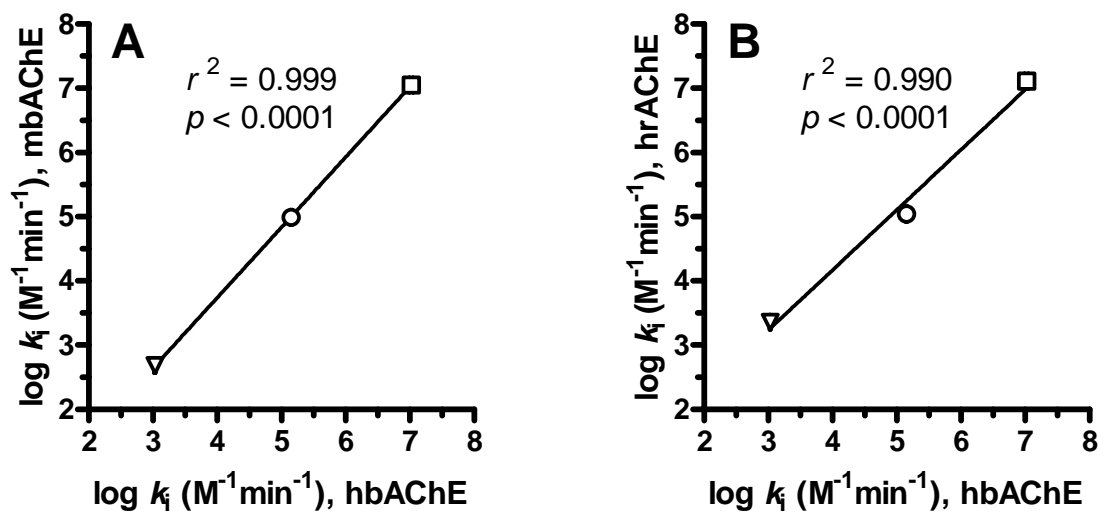 A
r 2 = 0.999
p < 0.0001
log ki (M-1min-1), mbAChE
8
7
6
5
4
3
2
2 3 4 5 6 7 8
log ki (M-1min-1), hbAChE
B
r 2 = 0.990
p < 0.0001
log ki (M-1min-1), hrAChE
8
7
6
5
4
3
2
2 3 4 5 6 7 8
log ki (M-1min-1), hbAChE